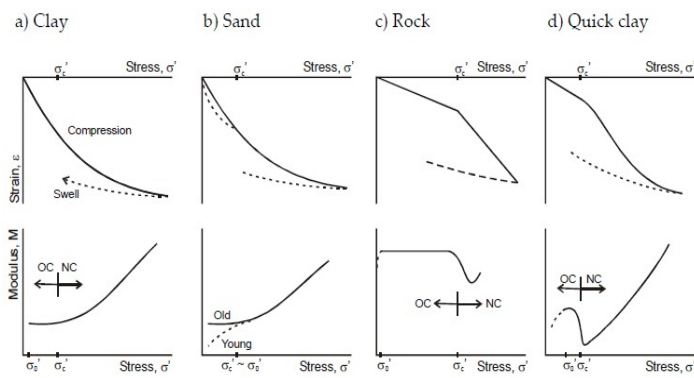 a) Clay
b) Sand
c) Rock
d) Quick clay
σc' Stress, σ'
σc' Stress, σ'
σc' Stress, σ'
σc' Stress, σ'
Strain, ε
Compression
Swell
Modulus, M
OC NC
Old
Young
OC NC
OC NC
σ0' σc' Stress, σ'
σc' ~ σ0' Stress, σ'
σ0' Stress, σ'
σ0' σc' Stress, σ'